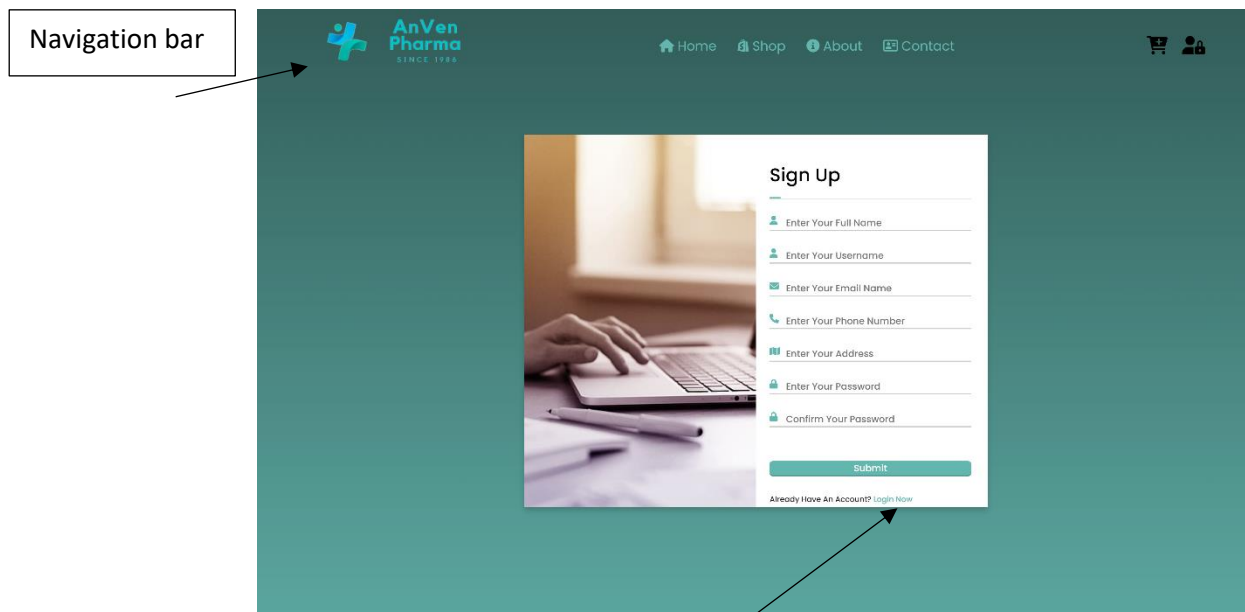 Navigation bar
AnVen
Pharma
SINCE 1986
Home Shop About Contact
Sign Up
Enter Your Full Name
Enter Your Username
Enter Your Email Name
Enter Your Phone Number
Enter Your Address
Enter Your Password
Confirm Your Password
Submit
Already Have An Account? Login Now